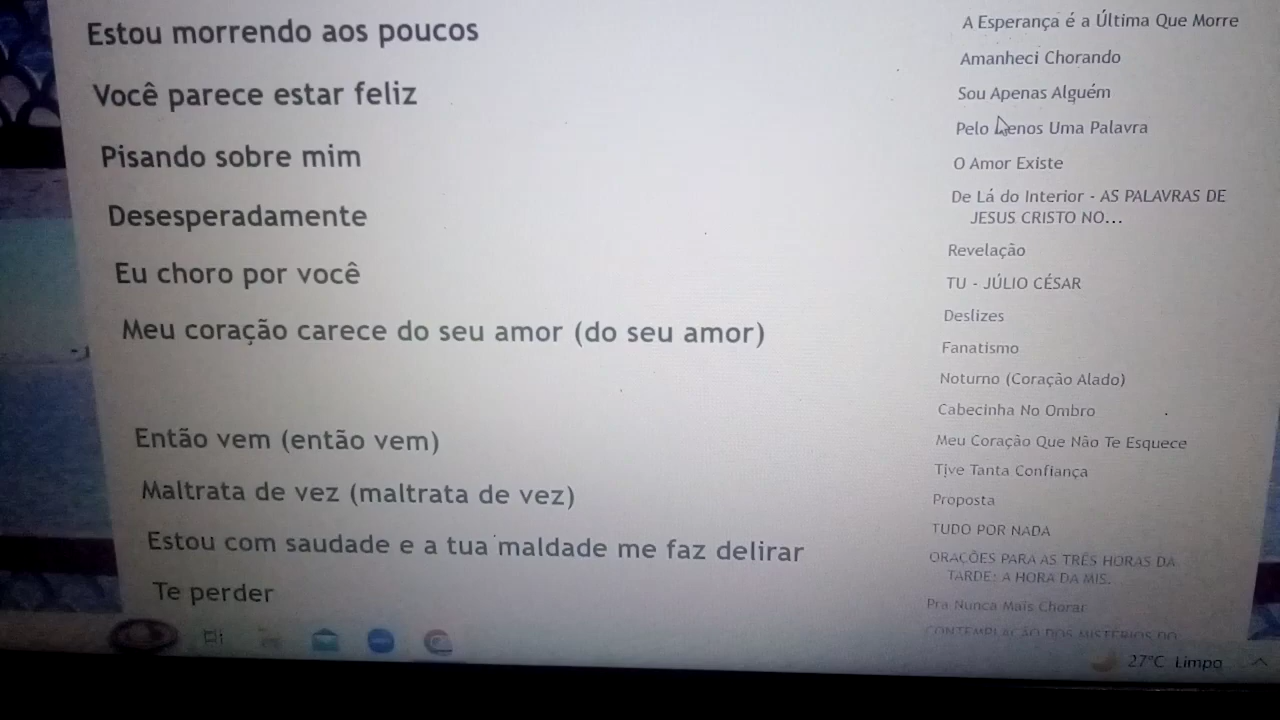 Estou morrendo aos poucos
Você parece estar feliz
Pisando sobre mim
Desesperadamente
Eu choro por você
Meu coração carece do seu amor (do seu amor)
Então vem (então vem)
Maltrata de vez (maltrata de vez)
Estou com saudade e a tua maldade me faz delirar
Te perder
A Esperança é a Última Que Morre
Amanheci Chorando
Sou Apenas Alguém
Pelo Menos Uma Palavra
O Amor Existe
De Lá do Interior - AS PALAVRAS DE
JESUS CRISTO NO...
Revelação
TU - JÚLIO CÉSAR
Deslizes
Fanatismo
Noturno (Coração Alado)
Cabecinha No Ombro
Meu Coração Que Não Te Esquece
Tive Tanta Confiança
Proposta
TUDO POR NADA
ORAÇÕES PARA AS TRÊS HORAS DA
TARDE: A HORA DA MIS.
Pra Nunca Mais Chorar
CONTEMPLAÇÃO DOS MISTÉRIOS DO
27°C Limpo